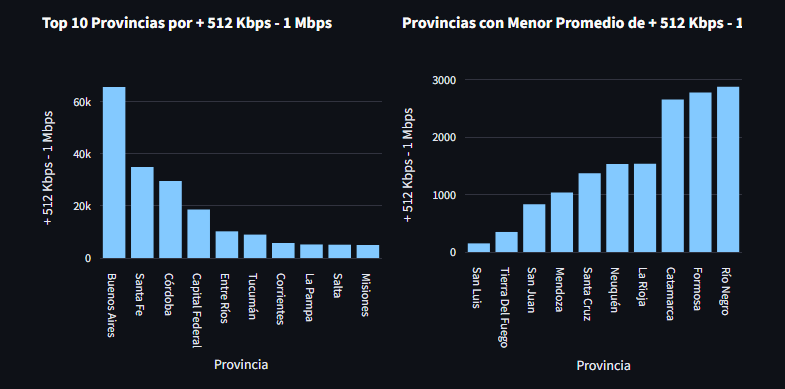 Top 10 Provincias por + 512 Kbps - 1 Mbps
+ 512 Kbps - 1 Mbps
60k
40k
20k
0
Buenos Aires
Santa Fe
Córdoba
Capital Federal
Entre Ríos
Tucumán
Corrientes
La Pampa
Salta
Misiones
Provincia
Provincias con Menor Promedio de + 512 Kbps - 1
+ 512 Kbps - 1 Mbps
3000
2000
1000
0
San Luis
Tierra Del Fuego
San Juan
Mendoza
Santa Cruz
Neuquén
La Rioja
Catamarca
Formosa
Río Negro
Provincia